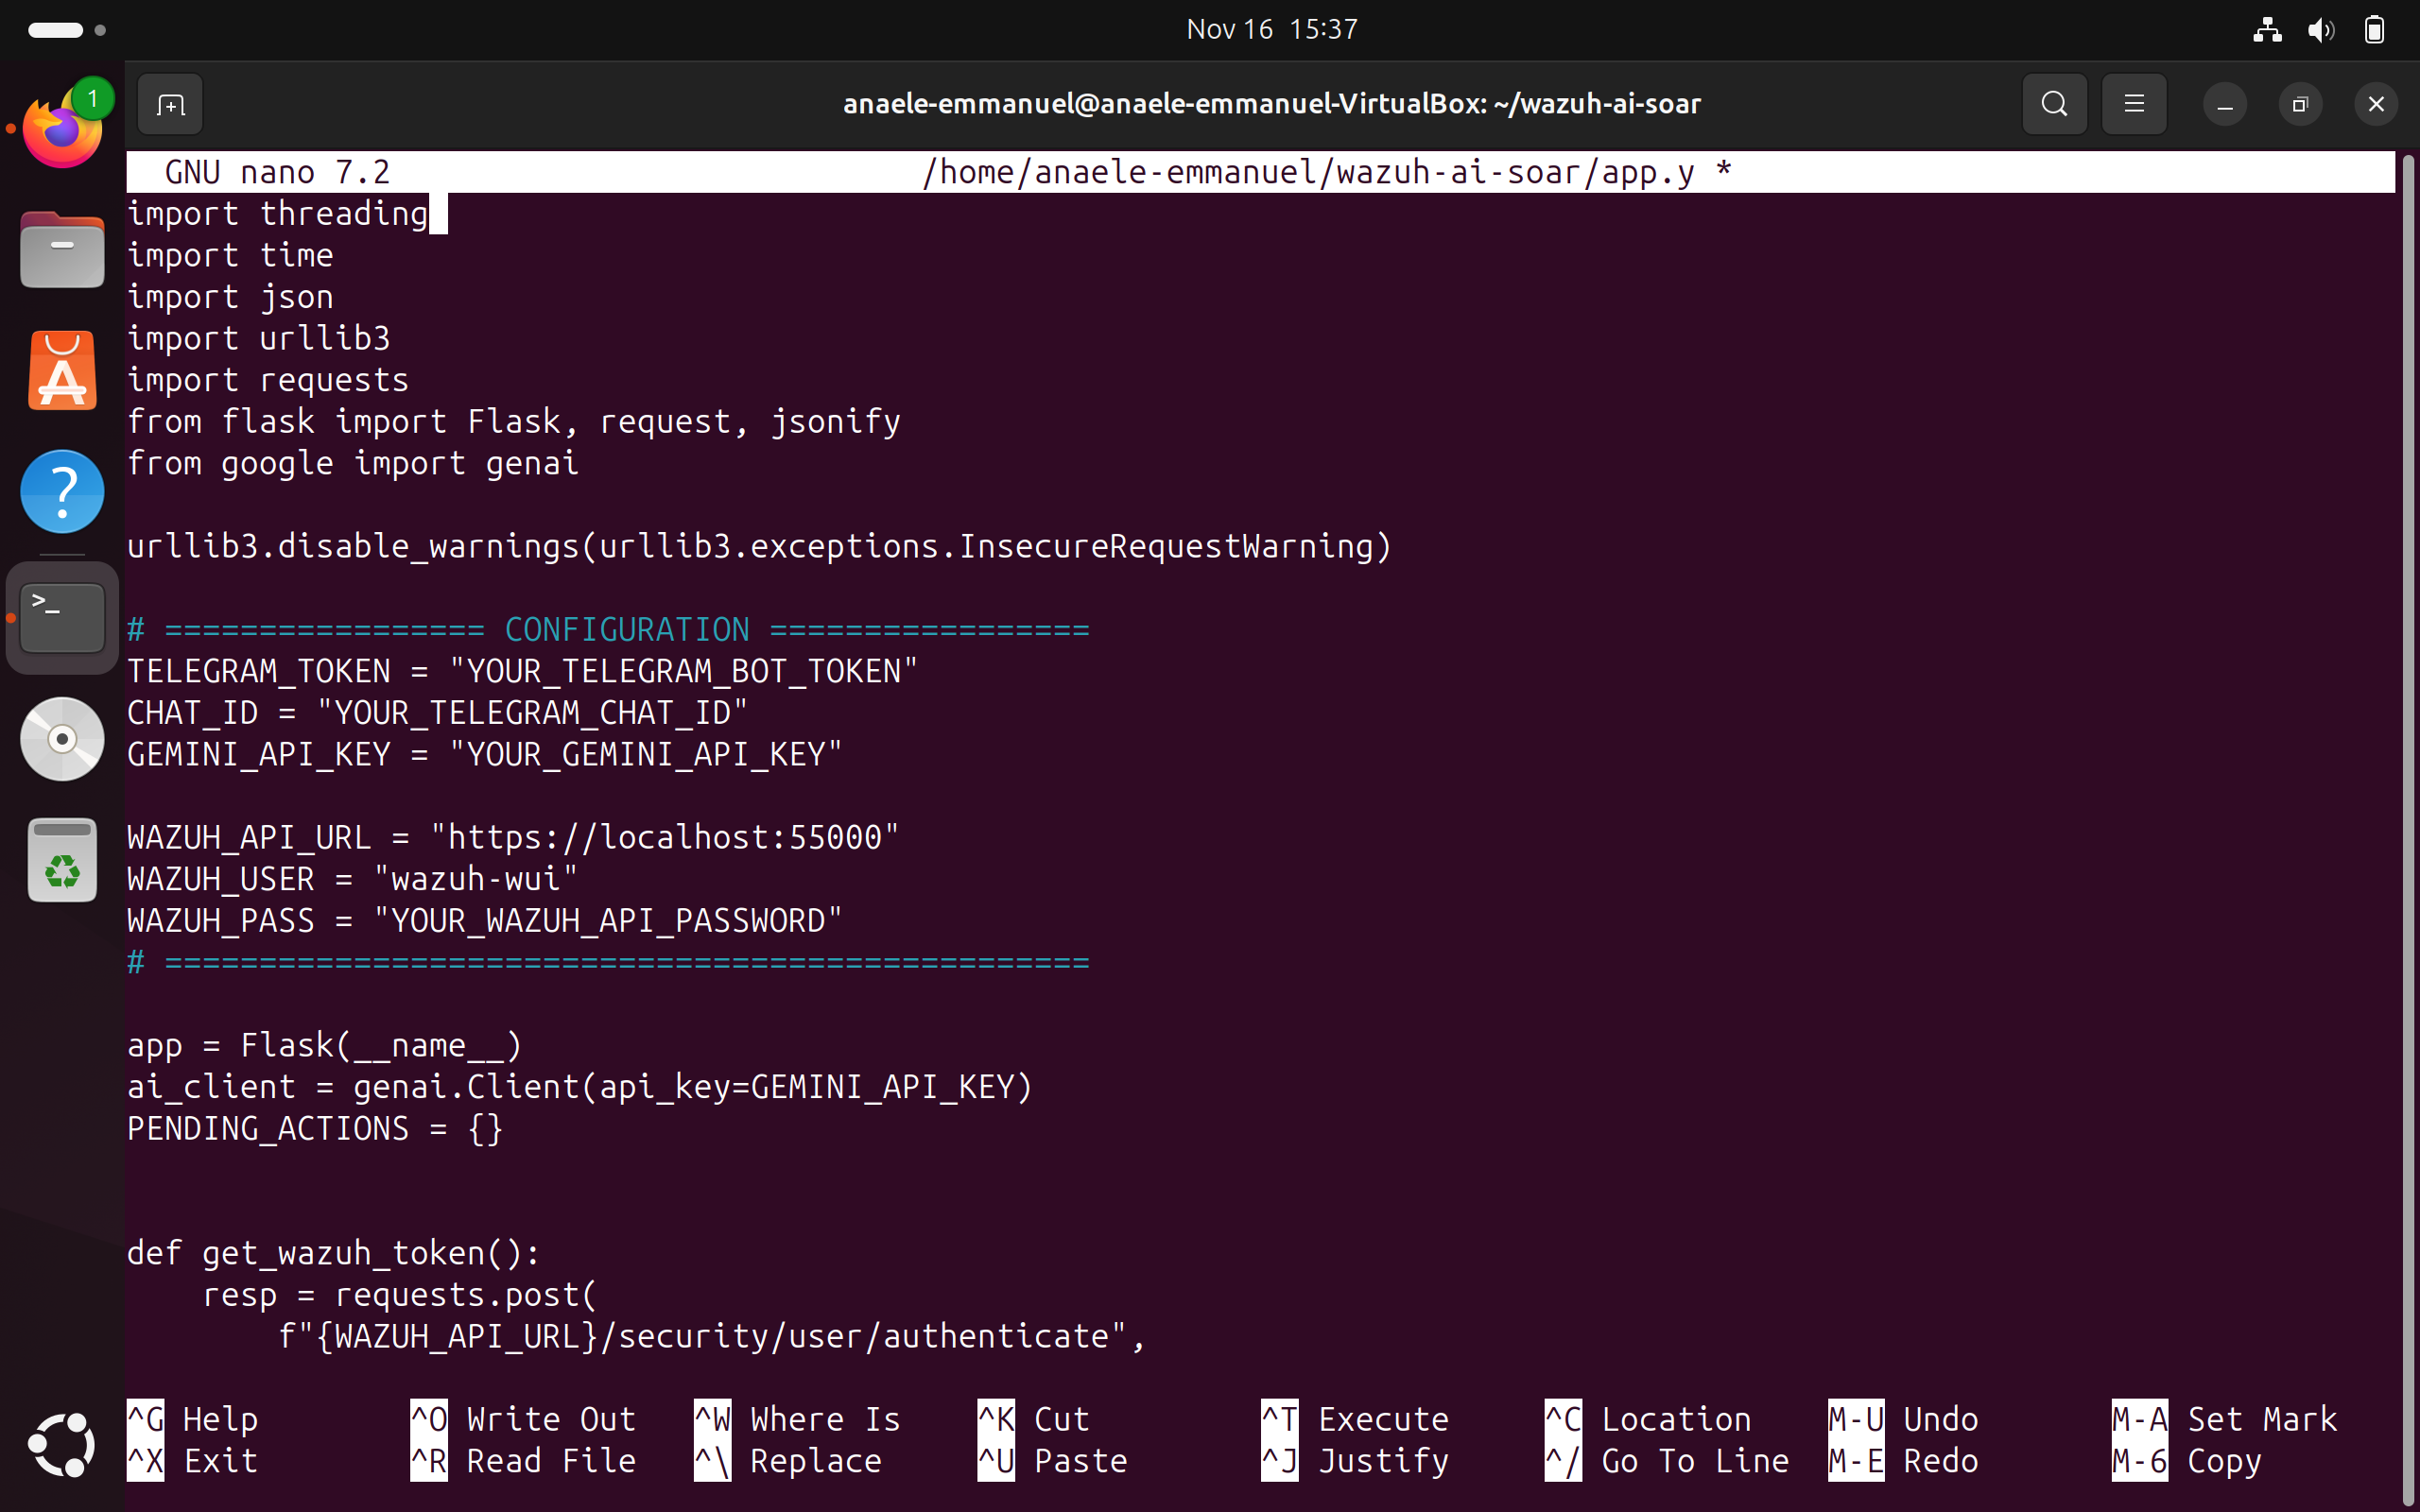 Nov 16 15:37
1
anaele-emmanuel@anaele-emmanuel-VirtualBox: ~/wazuh-ai-soar
GNU nano 7.2 /home/anaele-emmanuel/wazuh-ai-soar/app.y *
import threading
import time
import json
import urllib3
import requests
from flask import Flask, request, jsonify
from google import genai
urllib3.disable_warnings(urllib3.exceptions.InsecureRequestWarning)
# ================= CONFIGURATION =================
TELEGRAM_TOKEN = "YOUR_TELEGRAM_BOT_TOKEN"
CHAT_ID = "YOUR_TELEGRAM_CHAT_ID"
GEMINI_API_KEY = "YOUR_GEMINI_API_KEY"
WAZUH_API_URL = "https://localhost:55000"
WAZUH_USER = "wazuh-wui"
WAZUH_PASS = "YOUR_WAZUH_API_PASSWORD"
# =================================================
app = Flask(__name__)
ai_client = genai.Client(api_key=GEMINI_API_KEY)
PENDING_ACTIONS = {}
def get_wazuh_token():
    resp = requests.post(
        f"{WAZUH_API_URL}/security/user/authenticate",
^G Help ^O Write Out ^W Where Is ^K Cut ^T Execute ^C Location M-U Undo M-A Set Mark
^X Exit ^R Read File ^\ Replace ^U Paste ^J Justify ^/ Go To Line M-E Redo M-6 Copy